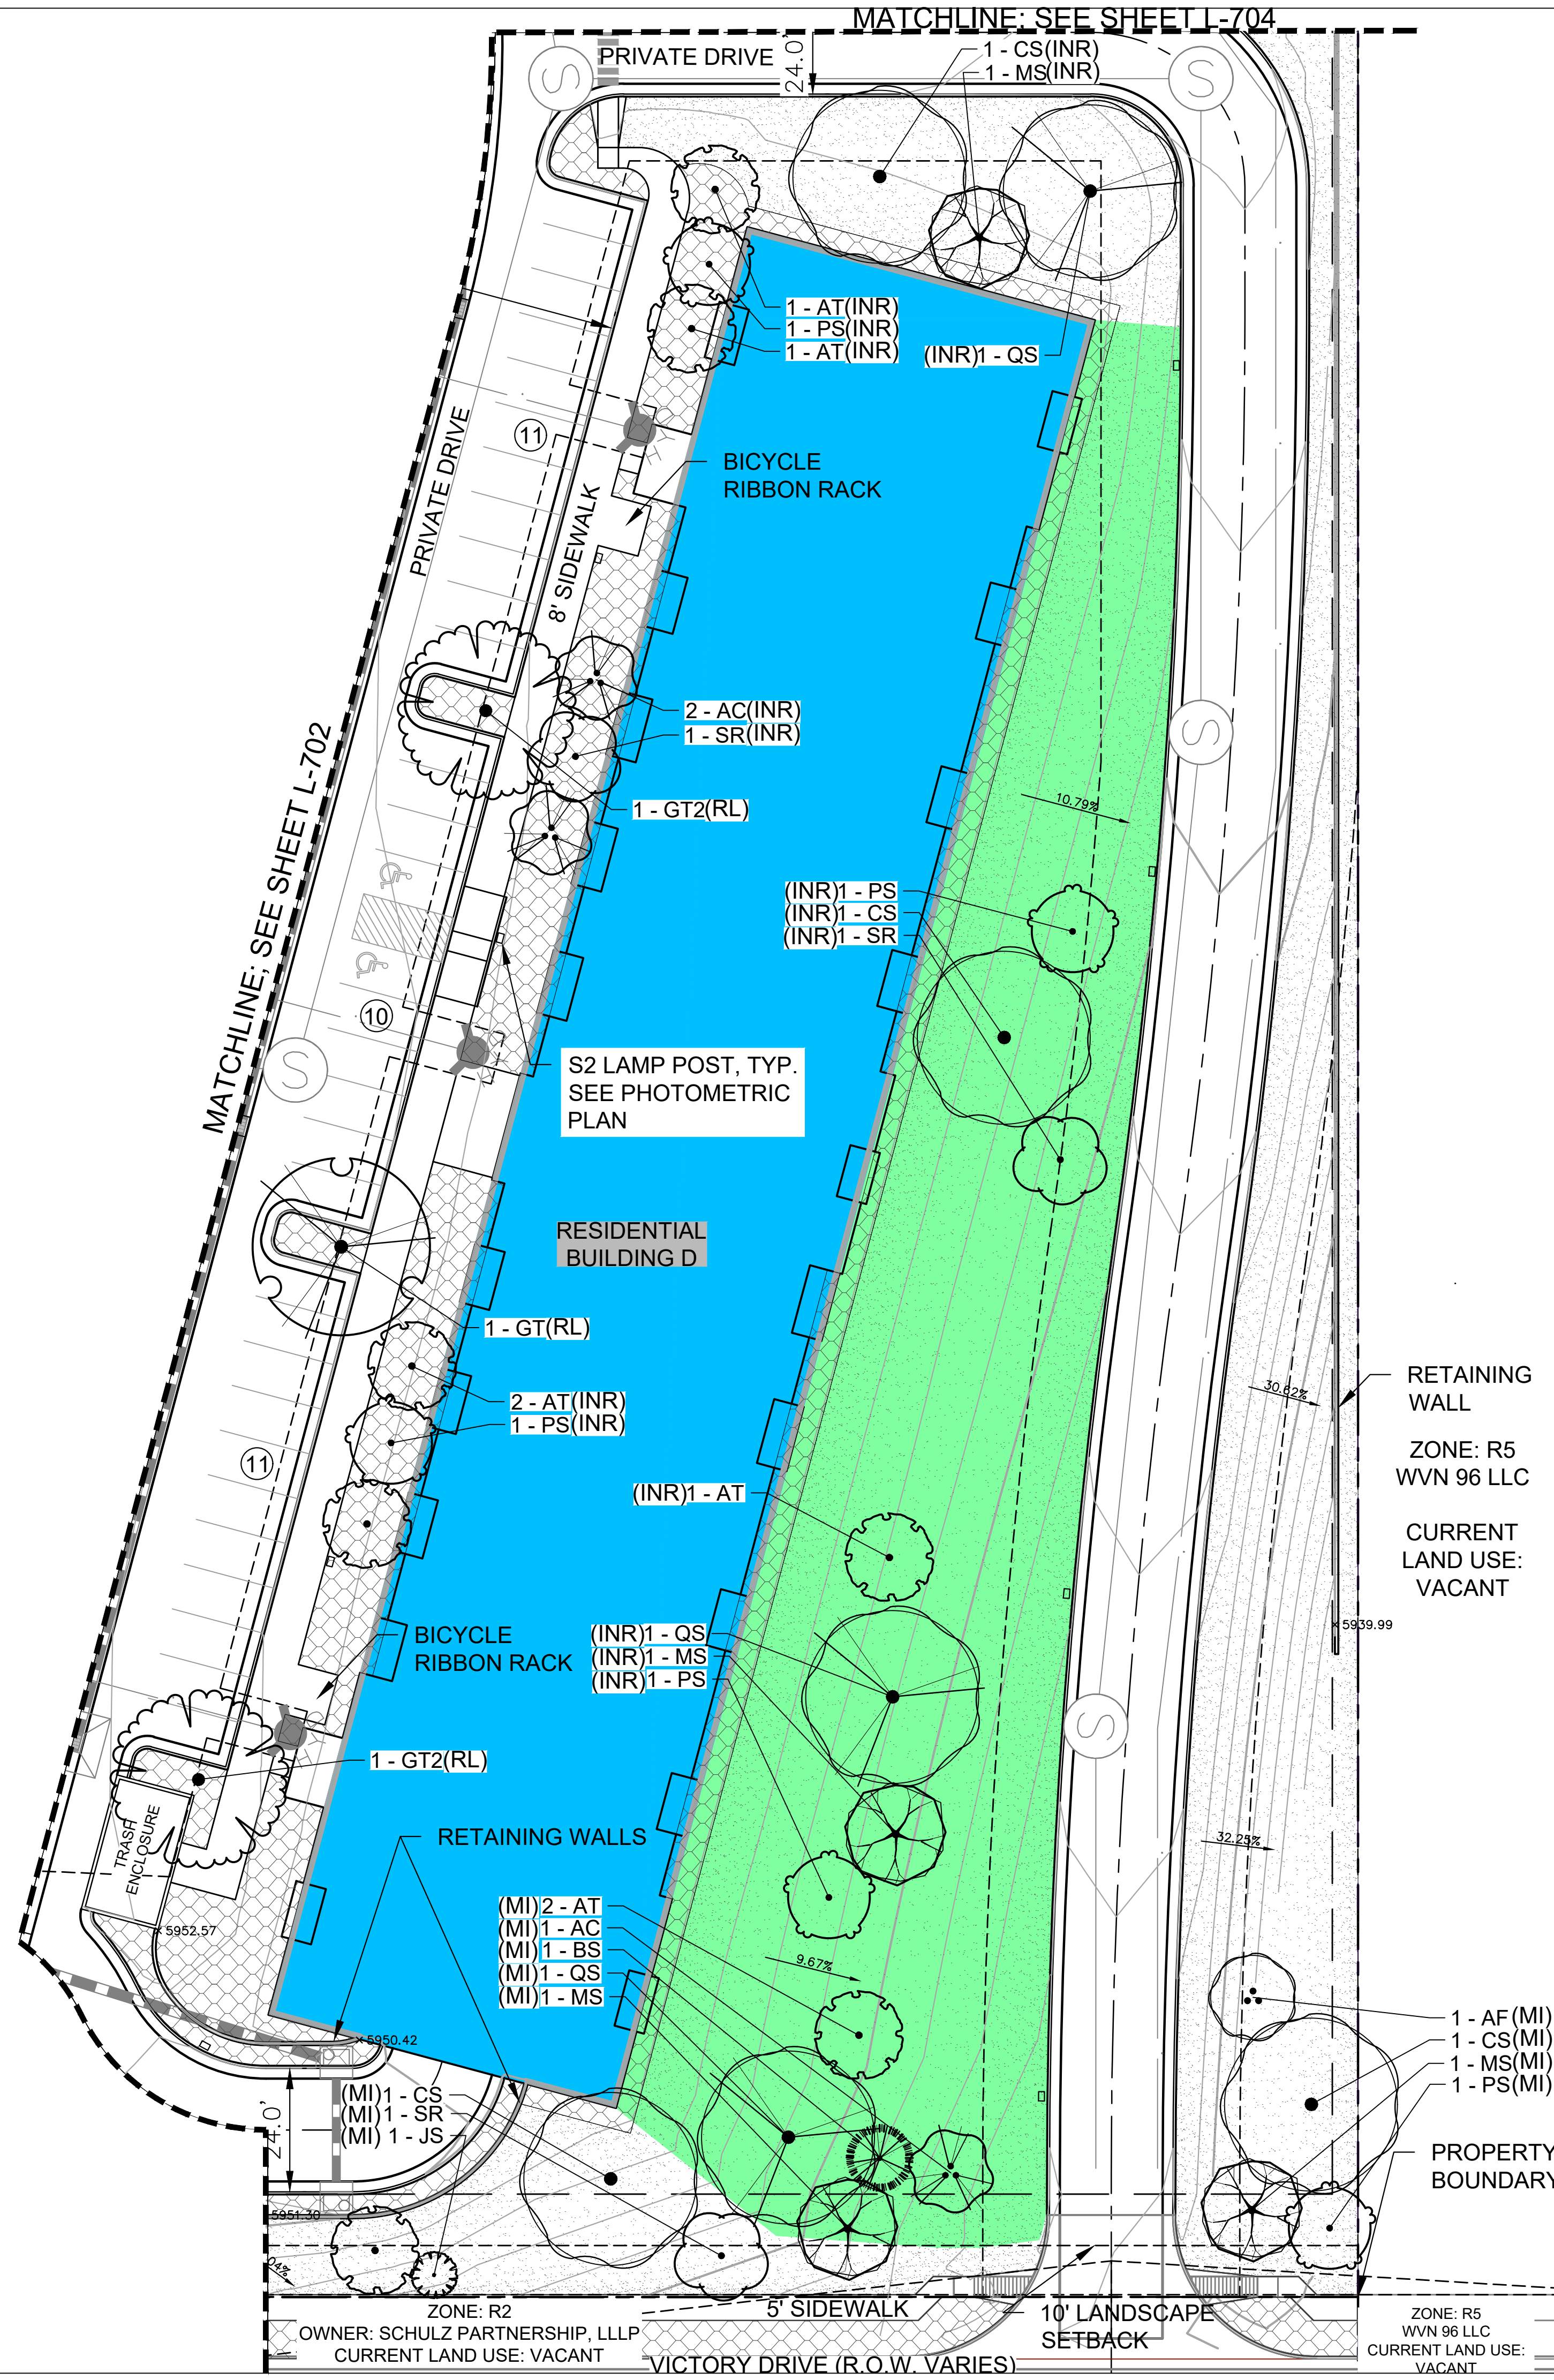 MATCHLINE; SEE SHEET L-704
PRIVATE DRIVE
24.0'
1 - CS(INR)
1 - MS(INR)
S
S
1 - AT(INR)
1 - PS(INR)
1 - AT(INR)
(INR)1 - QS
11
PRIVATE DRIVE
BICYCLE
RIBBON RACK
8' SIDEWALK
2 - AC(INR)
1 - SR(INR)
S
MATCHLINE; SEE SHEET L-702
1 - GT2(RL)
10.79%
(INR)1 - PS
(INR)1 - CS
(INR)1 - SR
10
S
S2 LAMP POST, TYP.
SEE PHOTOMETRIC
PLAN
RESIDENTIAL
BUILDING D
1 - GT(RL)
30.62%
RETAINING
WALL
2 - AT(INR)
1 - PS(INR)
ZONE: R5
WVN 96 LLC
11
(INR)1 - AT
CURRENT
LAND USE:
VACANT
BICYCLE
RIBBON RACK
(INR)1 - QS
(INR)1 - MS
(INR)1 - PS
5939.99
S
1 - GT2(RL)
TRASH
ENCLOSURE
RETAINING WALLS
32.25%
(MI)2 - AT
(MI)1 - AC
(MI)1 - BS
(MI)1 - QS
(MI)1 - MS
5952.57
9.67%
1 - AF(MI)
1 - CS(MI)
1 - MS(MI)
1 - PS(MI)
5950.42
24.0'
(MI)1 - CS
(MI)1 - SR
(MI) 1 - JS
PROPERTY
BOUNDARY
5951.30
04%
ZONE: R2
OWNER: SCHULZ PARTNERSHIP, LLLP
CURRENT LAND USE: VACANT
5' SIDEWALK
10' LANDSCAPE
SETBACK
VICTORY DRIVE (R.O.W. VARIES)
ZONE: R5
WVN 96 LLC
CURRENT LAND USE:
VACANT